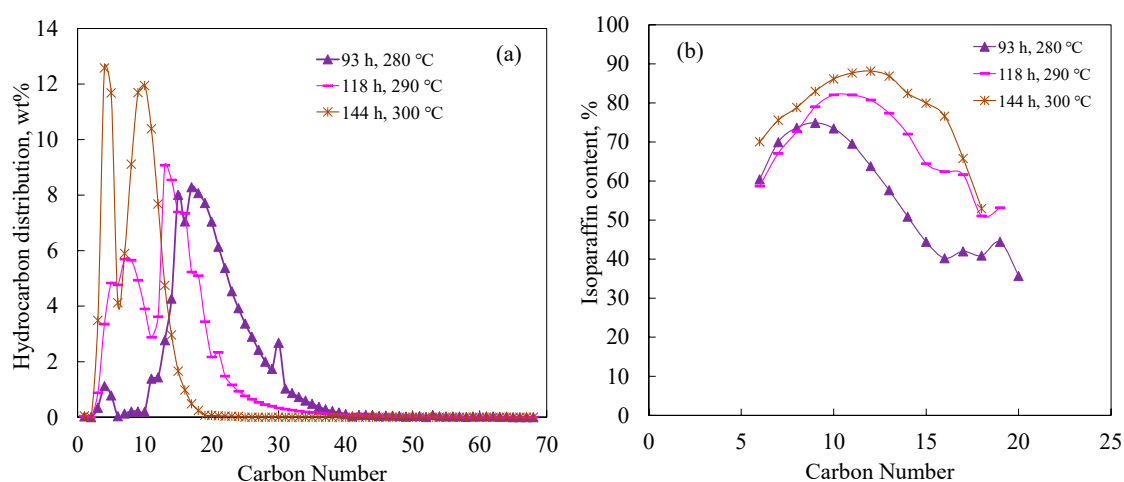 (a)
93 h, 280 ℃
118 h, 290 ℃
144 h, 300 ℃
Hydrocarbon distribution, wt%
14
12
10
8
6
4
2
0
0 10 20 30 40 50 60 70
Carbon Number
(b)
93 h, 280 ℃
118 h, 290 ℃
144 h, 300 ℃
Isoparaffin content, %
100
90
80
70
60
50
40
30
20
10
0
0 5 10 15 20 25
Carbon Number